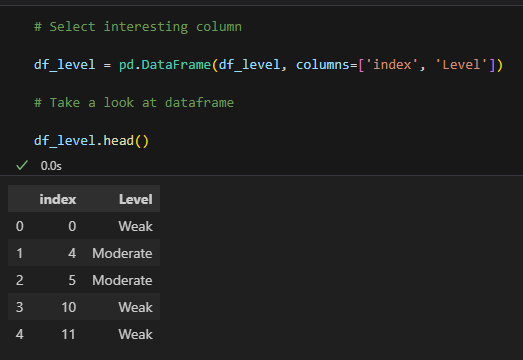 # Select interesting column
df_level = pd.DataFrame(df_level, columns=['index', 'Level'])
# Take a look at dataframe
df_level.head()
✓ 0.0s
index Level
0 0 Weak
1 4 Moderate
2 5 Moderate
3 10 Weak
4 11 Weak